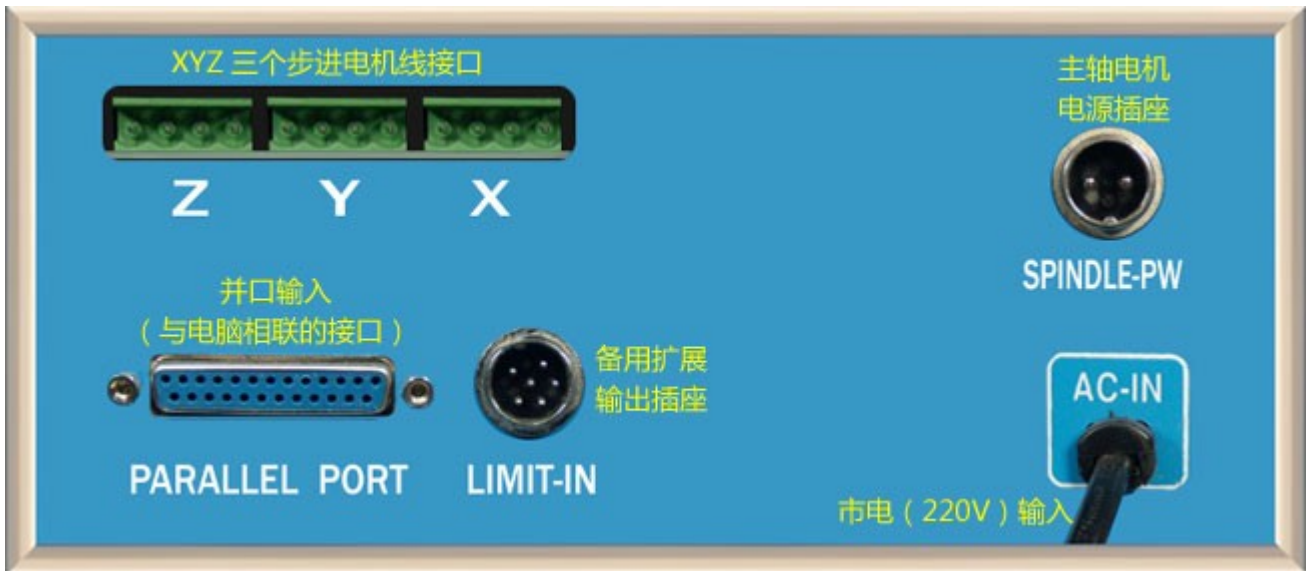 XYZ 三个步进电机线接口
Z Y X
主轴电机
电源插座
SPINDLE-PW
并口输入
（与电脑相联的接口）
PARALLEL PORT
备用扩展
输出插座
LIMIT-IN
AC-IN
市电（220V）输入